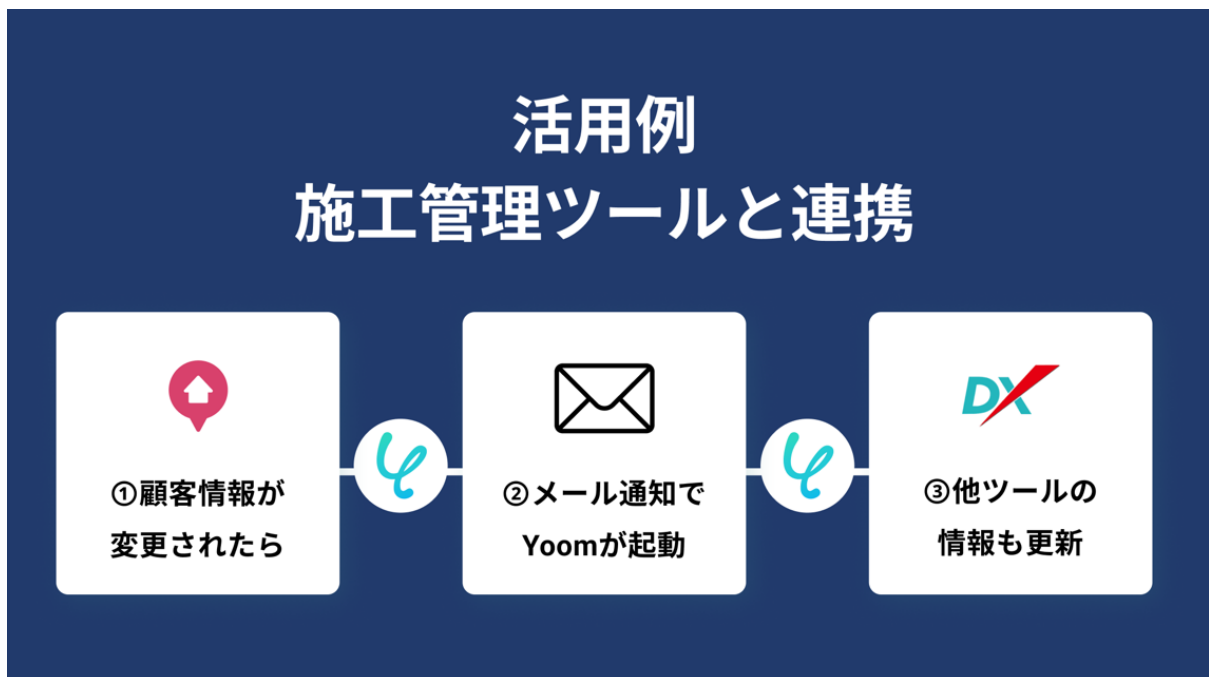 活用例
施工管理ツールと連携
①顧客情報が
変更されたら
②メール通知で
Yoomが起動
DX
③他ツールの
情報も更新